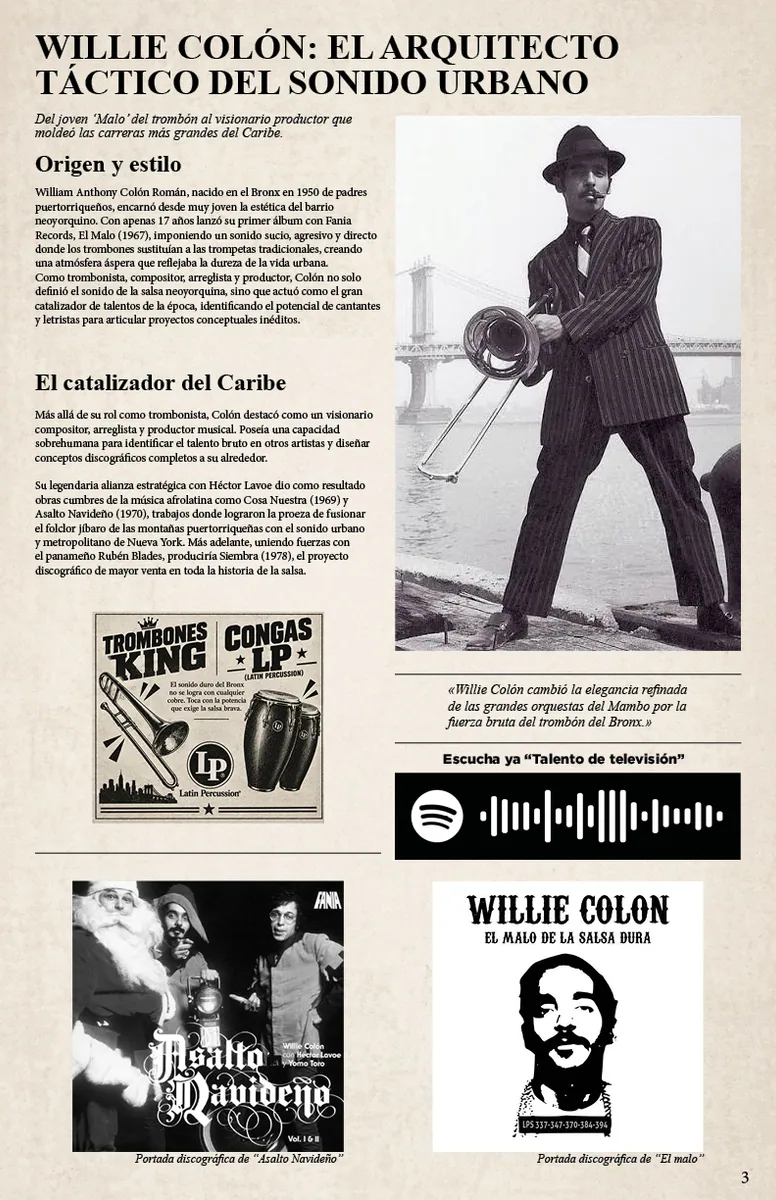 WILLIE COLÓN: EL ARQUITECTO
TÁCTICO DEL SONIDO URBANO
Del joven ‘Malo’ del trombón al visionario productor que
moldeó las carreras más grandes del Caribe.
Origen y estilo
William Anthony Colón Román, nacido en el Bronx en 1950 de padres
puertorriqueños, encarnó desde muy joven la estética del barrio
neoyorquino. Con apenas 17 años lanzó su primer álbum con Fania
Records, El Malo (1967), imponiendo un sonido sucio, agresivo y directo
donde los trombones sustituían a las trompetas tradicionales, creando
una atmósfera áspera que reflejaba la dureza de la vida urbana.
Como trombonista, compositor, arreglista y productor, Colón no solo
definió el sonido de la salsa neoyorquina, sino que actuó como el gran
catalizador de talentos de la época, identificando el potencial de cantantes
y letristas para articular proyectos conceptuales inéditos.
El catalizador del Caribe
Más allá de su rol como trombonista, Colón destacó como un visionario
compositor, arreglista y productor musical. Poseía una capacidad
sobrehumana para identificar el talento bruto en otros artistas y diseñar
conceptos discográficos completos a su alrededor.
Su legendaria alianza estratégica con Héctor Lavoe dio como resultado
obras cumbres de la música afrolatina como Cosa Nuestra (1969) y
Asalto Navideño (1970), trabajos donde lograron la proeza de fusionar
el folclor jíbaro de las montañas puertorriqueñas con el sonido urbano
y metropolitano de Nueva York. Más adelante, uniendo fuerzas con
el panameño Rubén Blades, produciría Siembra (1978), el proyecto
discográfico de mayor venta en toda la historia de la salsa.
TROMBONES
KING
CONGAS
LP
(LATIN PERCUSSION)
El sonido duro del Bronx
no se logra con cualquier
cobre. Toca con la potencia
que exige la salsa brava.
LP
Latin Percussion®
LP
LP
«Willie Colón cambió la elegancia refinada
de las grandes orquestas del Mambo por la
fuerza bruta del trombón del Bronx.»
Escucha ya “Talento de televisión”
FANIA
Willie Colon
con Héctor Lavoe
y Yomo Toro
Asalto
Navideño
Vol. I & II
Portada discográfica de “Asalto Navideño”
WILLIE COLON
EL MALO DE LA SALSA DURA
LPS 337-347-370-384-394
Portada discográfica de “El malo”
3